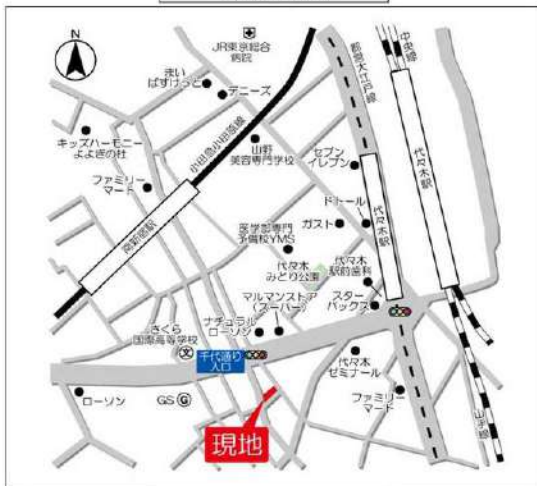 N
JR東京総合
病院
まい
ばすけっと
デニーズ
都営大江戸線
中央線
キッズハーモニー
よよぎの杜
小田急小田原線
山野
美容専門学校
セブン
イレブン
代々木駅
ファミリー
マート
ドトール
代々木駅
南新宿駅
医学部専門
予備校YMS
ガスト
代々木
みどり公園
代々木
駅前歯科
マルマンストア
(スーパー)
スター
バックス
さくら
国際高等学校
文
ナチュラル
ローソン
千代通り
入口
代々木
ゼミナール
ローソン
GS G
ファミリー
マート
山手線
現地